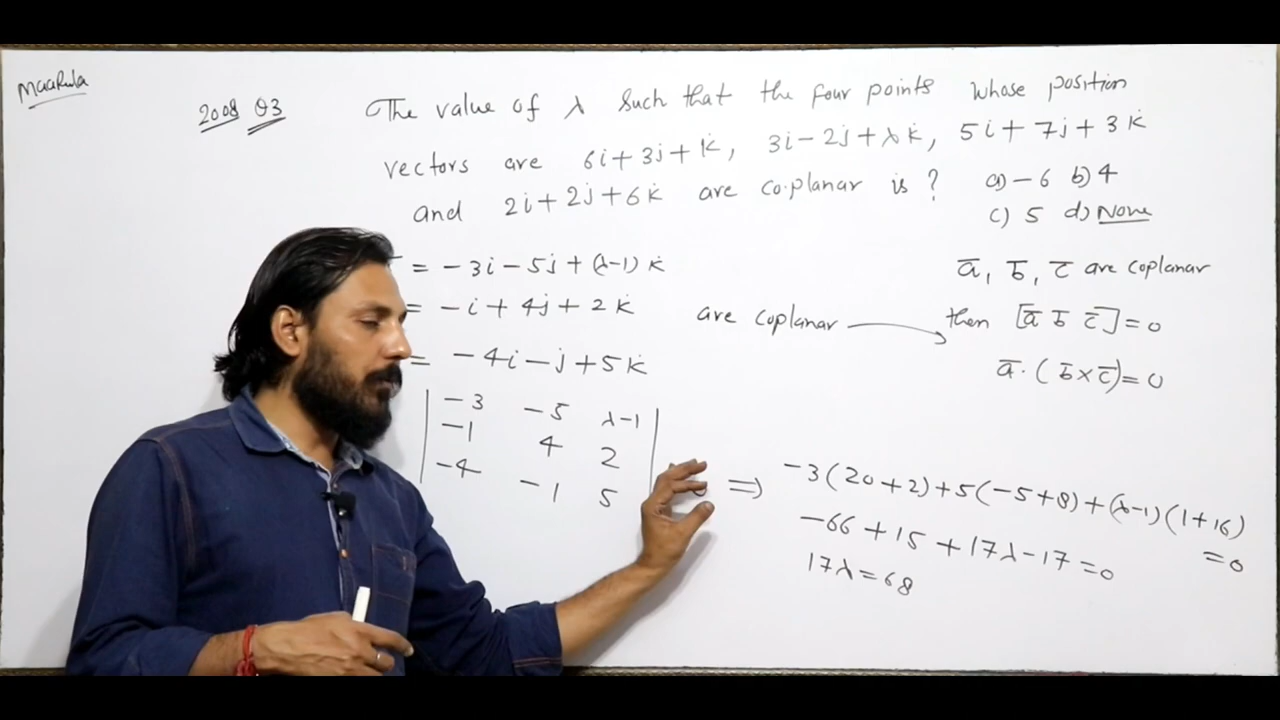 2008 Q3 The value of λ such that the four points whose position
vectors are 6i+3j+k, 3i-2j+λk, 5i+7j+3k
and 2i+2j+6k are coplanar is? a) -6 b) 4
c) 5 d) None
= -3i-5j+(λ-1)k
= -i+4j+2k
= -4i-j+5k
are coplanar
a̅, b̅, c̅ are coplanar
then [a̅ b̅ c̅]=0
a̅·(b̅×c̅)=0
| -3 -5 λ-1 |
| -1 4 2 |
| -4 -1 5 |
⇒ -3(20+2)+5(-5+8)+(λ-1)(1+16)
=0
-66+15+17λ-17=0
17λ=68